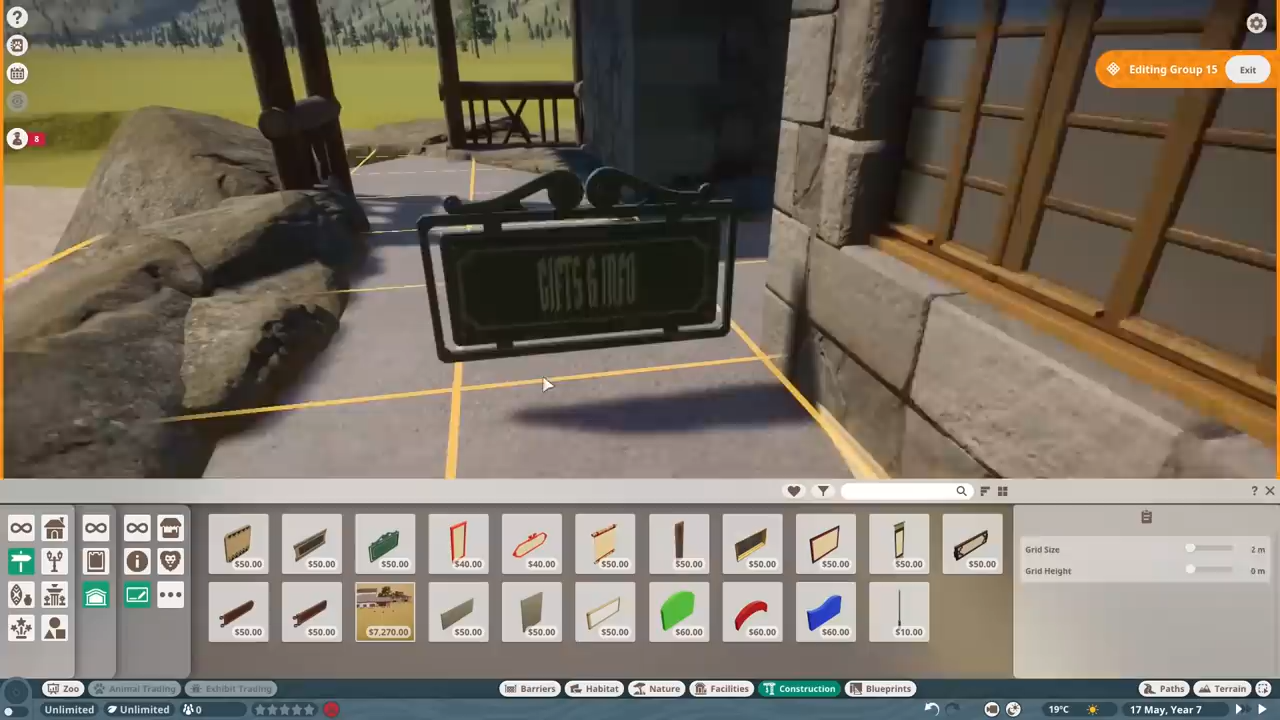 ?
Editing Group 15
Exit
8
GIFTS & INFO
?
$50.00
$50.00
$50.00
$40.00
$40.00
$50.00
$50.00
$50.00
$50.00
$50.00
$50.00
Grid Size
2 m
Grid Height
0 m
$50.00
$50.00
$7,270.00
$50.00
$50.00
$50.00
$60.00
$60.00
$60.00
$10.00
Zoo
Animal Trading
Exhibit Trading
Barriers
Habitat
Nature
Facilities
Construction
Blueprints
Paths
Terrain
Unlimited
Unlimited
0
19°C
17 May, Year 7